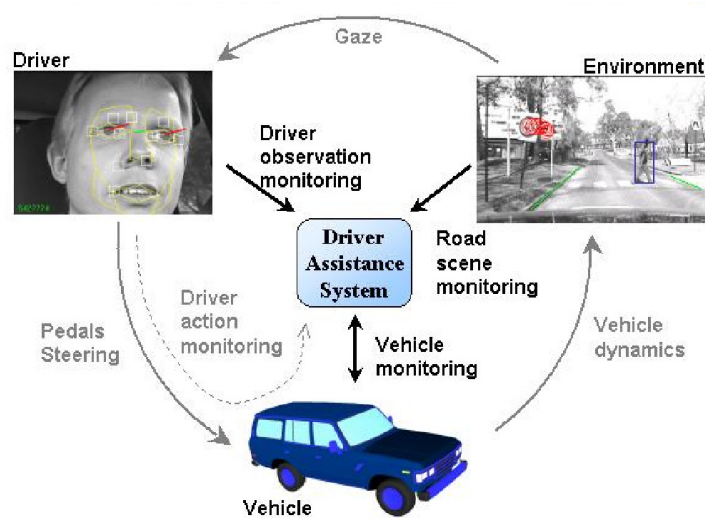 Gaze
Driver
Environment
Driver
observation
monitoring
Driver
Assistance
System
Road
scene
monitoring
Driver
action
monitoring
Pedals
Steering
Vehicle
monitoring
Vehicle
dynamics
Vehicle